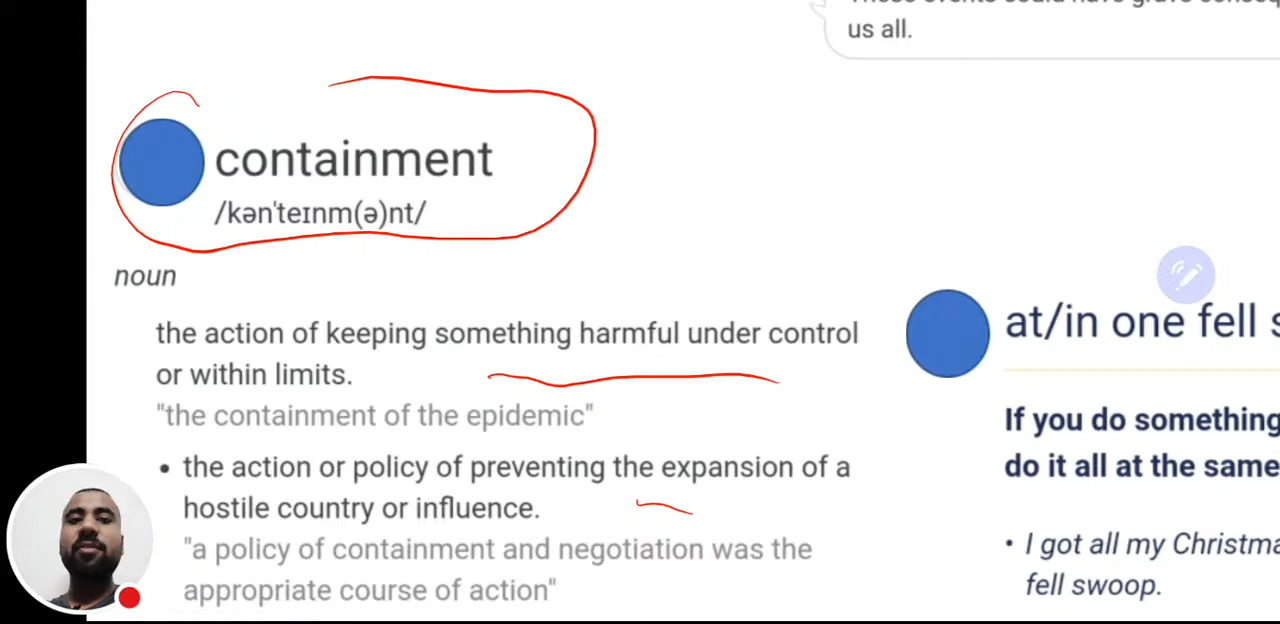 us all.
containment
/kən'teɪnm(ə)nt/
noun
the action of keeping something harmful under control
or within limits.
"the containment of the epidemic"
• the action or policy of preventing the expansion of a
hostile country or influence.
"a policy of containment and negotiation was the
appropriate course of action"
at/in one fell
If you do something
do it all at the same
• I got all my
fell swoop.